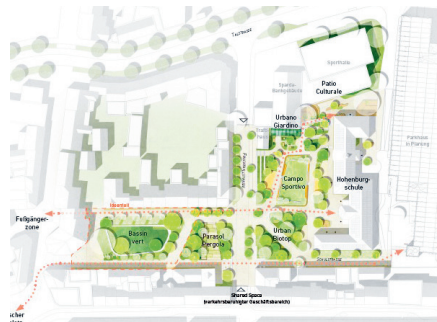 Sporthalle
Patio
Culturale
Urbano
Giardino
Campo
Sportivo
Hohenburg-
schule
Parkhaus
in Planung
Fußgänger-
zone
Bassin
vert
Parasol
Pergola
Urban
Biotop
Shared Space
(verkehrsberuhigter Geschäftsbereich)